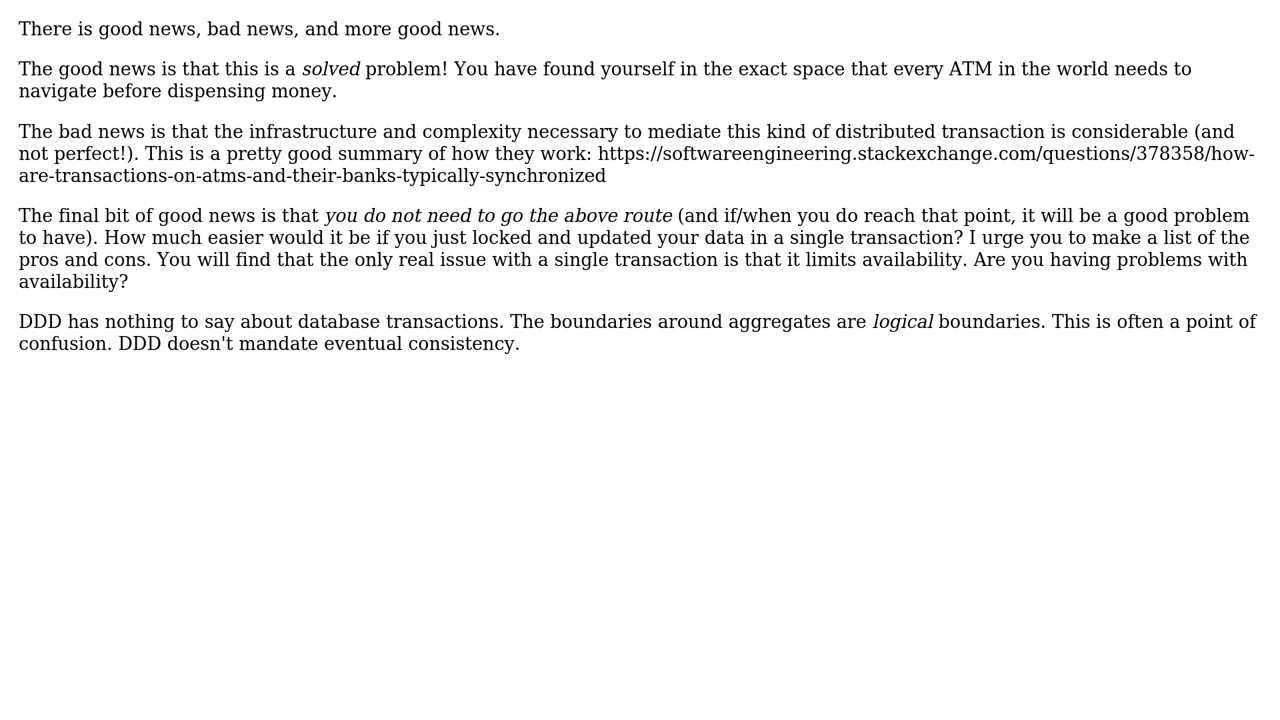 There is good news, bad news, and more good news.
The good news is that this is a solved problem! You have found yourself in the exact space that every ATM in the world needs to
navigate before dispensing money.
The bad news is that the infrastructure and complexity necessary to mediate this kind of distributed transaction is considerable (and
not perfect!). This is a pretty good summary of how they work: https://softwareengineering.stackexchange.com/questions/378358/how-
are-transactions-on-atms-and-their-banks-typically-synchronized
The final bit of good news is that you do not need to go the above route (and if/when you do reach that point, it will be a good problem
to have). How much easier would it be if you just locked and updated your data in a single transaction? I urge you to make a list of the
pros and cons. You will find that the only real issue with a single transaction is that it limits availability. Are you having problems with
availability?
DDD has nothing to say about database transactions. The boundaries around aggregates are logical boundaries. This is often a point of
confusion. DDD doesn't mandate eventual consistency.